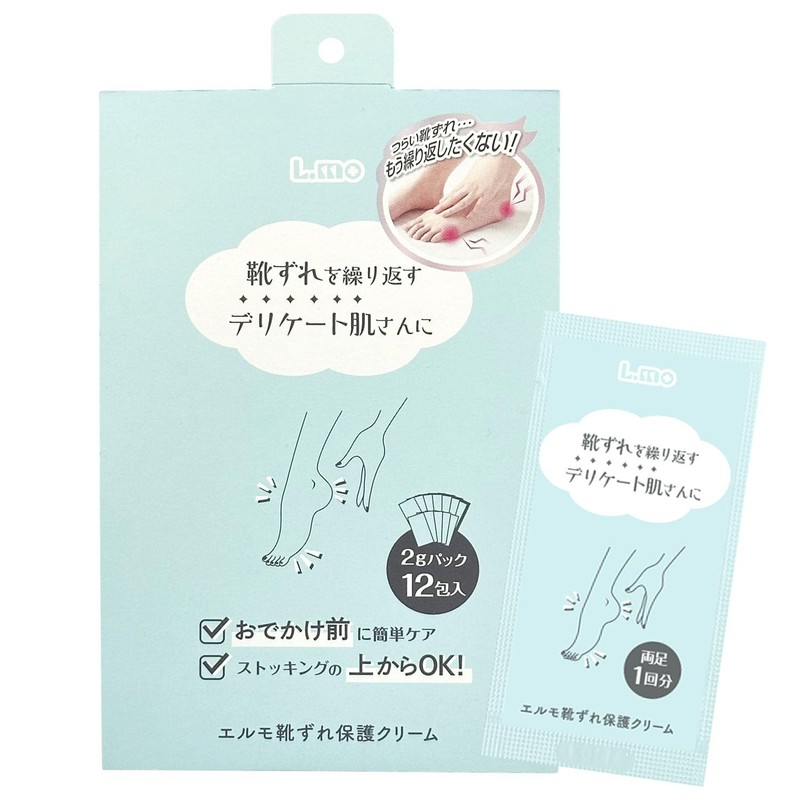 L.mo
つらい靴ずれ…
もう繰り返したくない!
靴ずれを繰り返す
デリケート肌さんに
2gパック
12包入
おでかけ前に簡単ケア
ストッキングの上からOK!
エルモ靴ずれ保護クリーム
L.mo
靴ずれを繰り返す
デリケート肌さんに
両足
1回分
エルモ靴ずれ保護クリーム